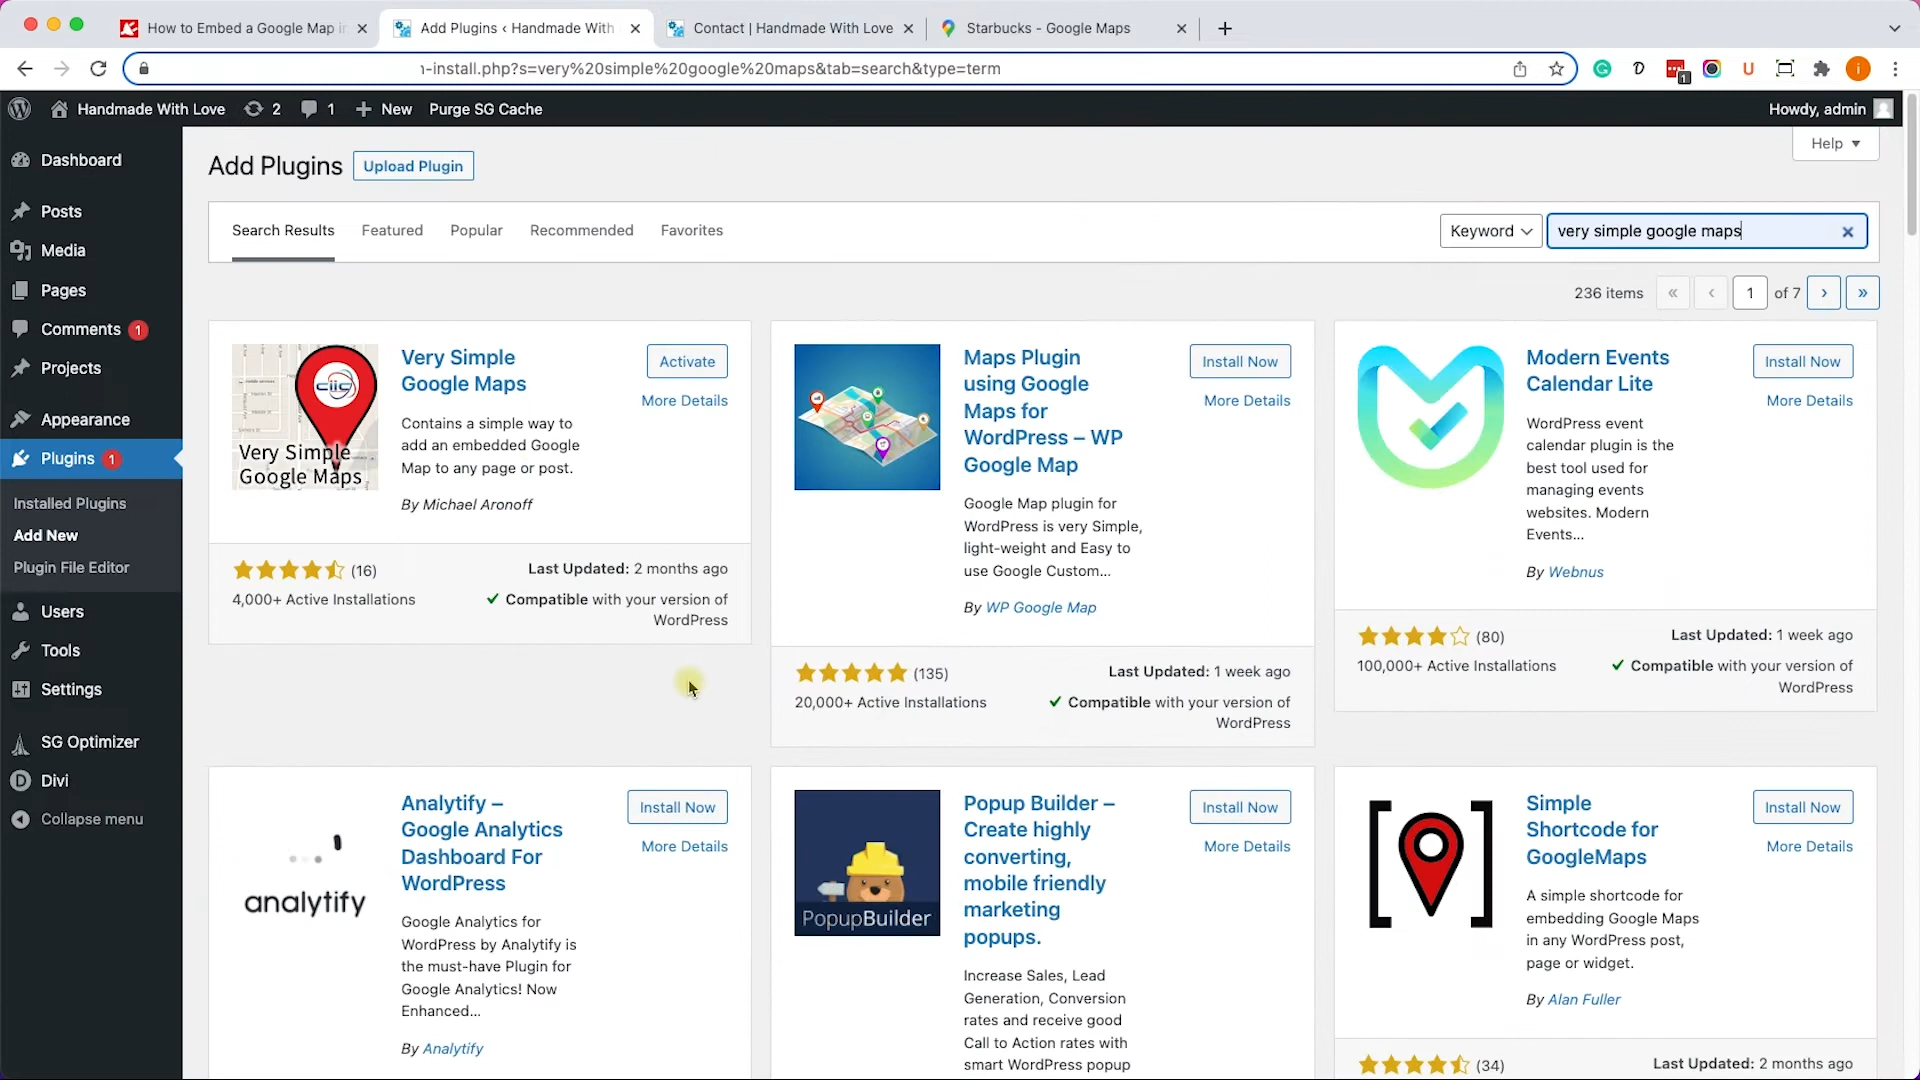 How to Embed a Google Map in
Add Plugins ‹ Handmade With
Contact | Handmade With Love
Starbucks - Google Maps
n-install.php?s=very%20simple%20google%20maps&tab=search&type=term
1
Handmade With Love
2
1
New
Purge SG Cache
Howdy, admin
Dashboard
Posts
Media
Pages
Comments 1
Projects
Appearance
Plugins 1
Installed Plugins
Add New
Plugin File Editor
Users
Tools
Settings
SG Optimizer
Divi
Collapse menu
Add Plugins
Upload Plugin
Help
Search Results
Featured
Popular
Recommended
Favorites
Keyword
very simple google maps
236 items
«
‹
1
of 7
›
»
ciic
Very Simple
Google Maps
Very Simple
Google Maps
Activate
More Details
Contains a simple way to
add an embedded Google
Map to any page or post.
By Michael Aronoff
(16)
4,000+ Active Installations
Last Updated: 2 months ago
Compatible with your version of
WordPress
Maps Plugin
using Google
Maps for
WordPress – WP
Google Map
Install Now
More Details
Google Map plugin for
WordPress is very Simple,
light-weight and Easy to
use Google Custom...
By WP Google Map
(135)
20,000+ Active Installations
Last Updated: 1 week ago
Compatible with your version of
WordPress
Modern Events
Calendar Lite
Install Now
More Details
WordPress event
calendar plugin is the
best tool used for
managing events
websites. Modern
Events...
By Webnus
(80)
100,000+ Active Installations
Last Updated: 1 week ago
Compatible with your version of
WordPress
analytify
Analytify –
Google Analytics
Dashboard For
WordPress
Install Now
More Details
Google Analytics for
WordPress by Analytify is
the must-have Plugin for
Google Analytics! Now
Enhanced...
By Analytify
PopupBuilder
Popup Builder –
Create highly
converting,
mobile friendly
marketing
popups.
Install Now
More Details
Increase Sales, Lead
Generation, Conversion
rates and receive good
Call to Action rates with
smart WordPress popup
Simple
Shortcode for
GoogleMaps
Install Now
More Details
A simple shortcode for
embedding Google Maps
in any WordPress post,
page or widget.
By Alan Fuller
(34)
Last Updated: 2 months ago